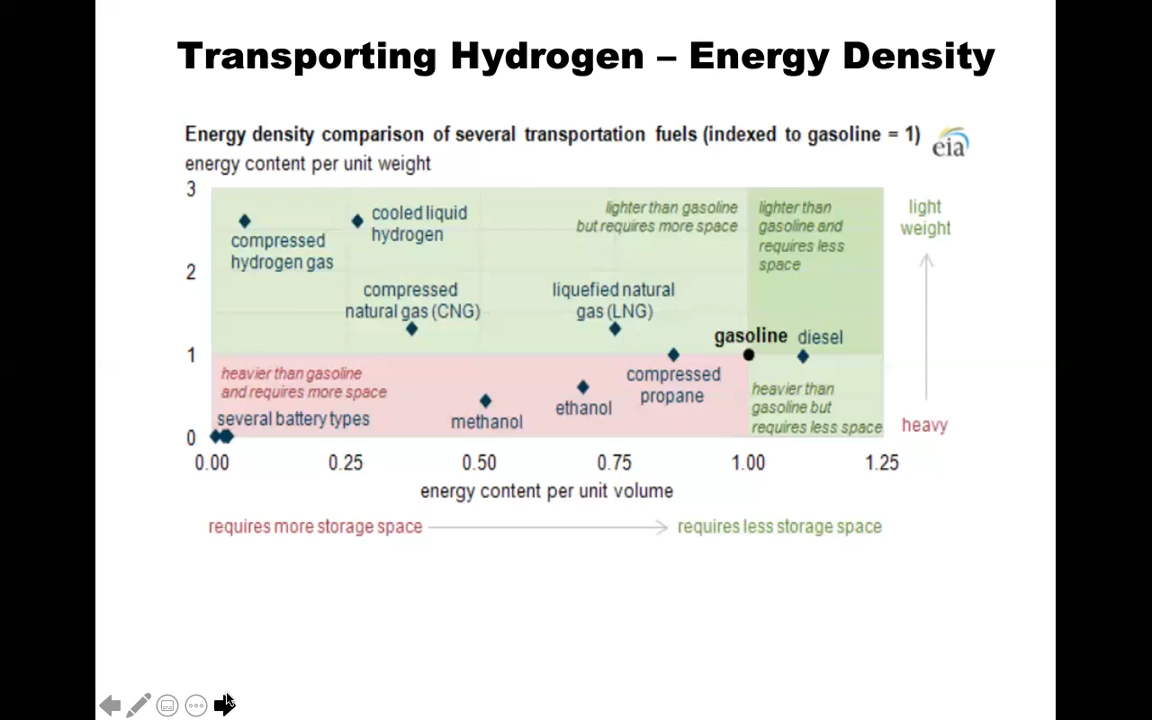 Transporting Hydrogen – Energy Density
Energy density comparison of several transportation fuels (indexed to gasoline = 1)
eia
energy content per unit weight
3
2
1
0
compressed
hydrogen gas
cooled liquid
hydrogen
lighter than gasoline
but requires more space
lighter than
gasoline and
requires less
space
light
weight
compressed
natural gas (CNG)
liquefied natural
gas (LNG)
gasoline
diesel
heavier than gasoline
and requires more space
several battery types
methanol
ethanol
compressed
propane
heavier than
gasoline but
requires less space
heavy
0.00
0.25
0.50
0.75
1.00
1.25
energy content per unit volume
requires more storage space
requires less storage space